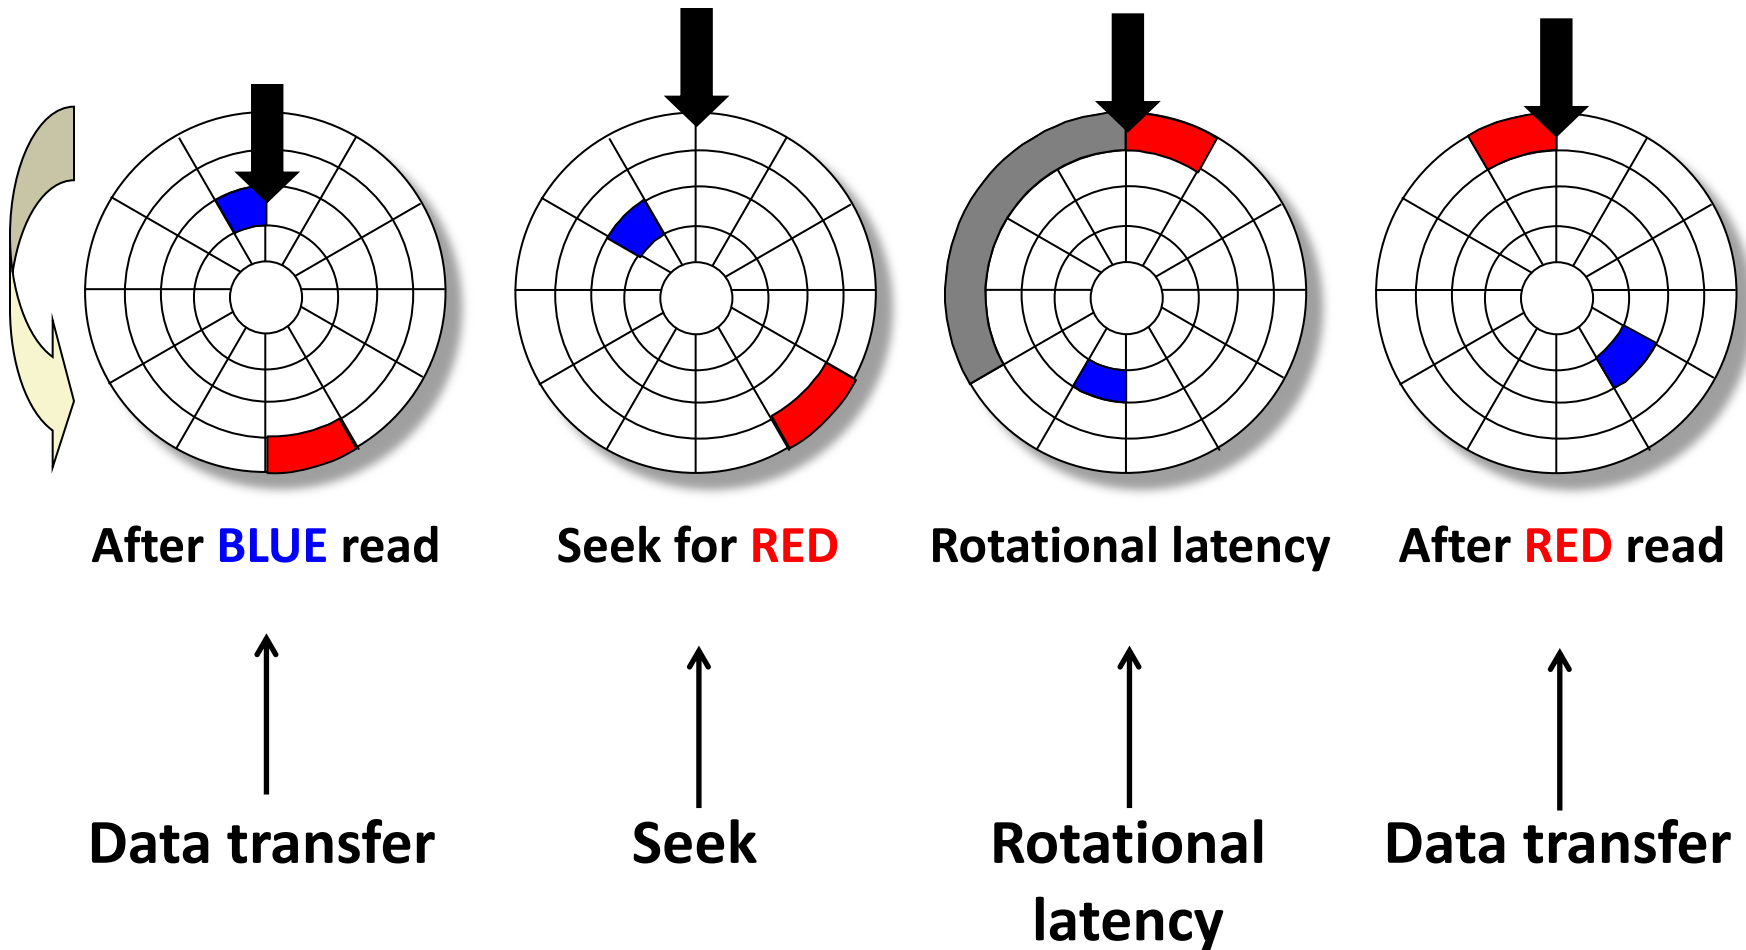 After BLUE read
Seek for RED
Rotational latency
After RED read
Data transfer
Seek
Rotational
latency
Data transfer